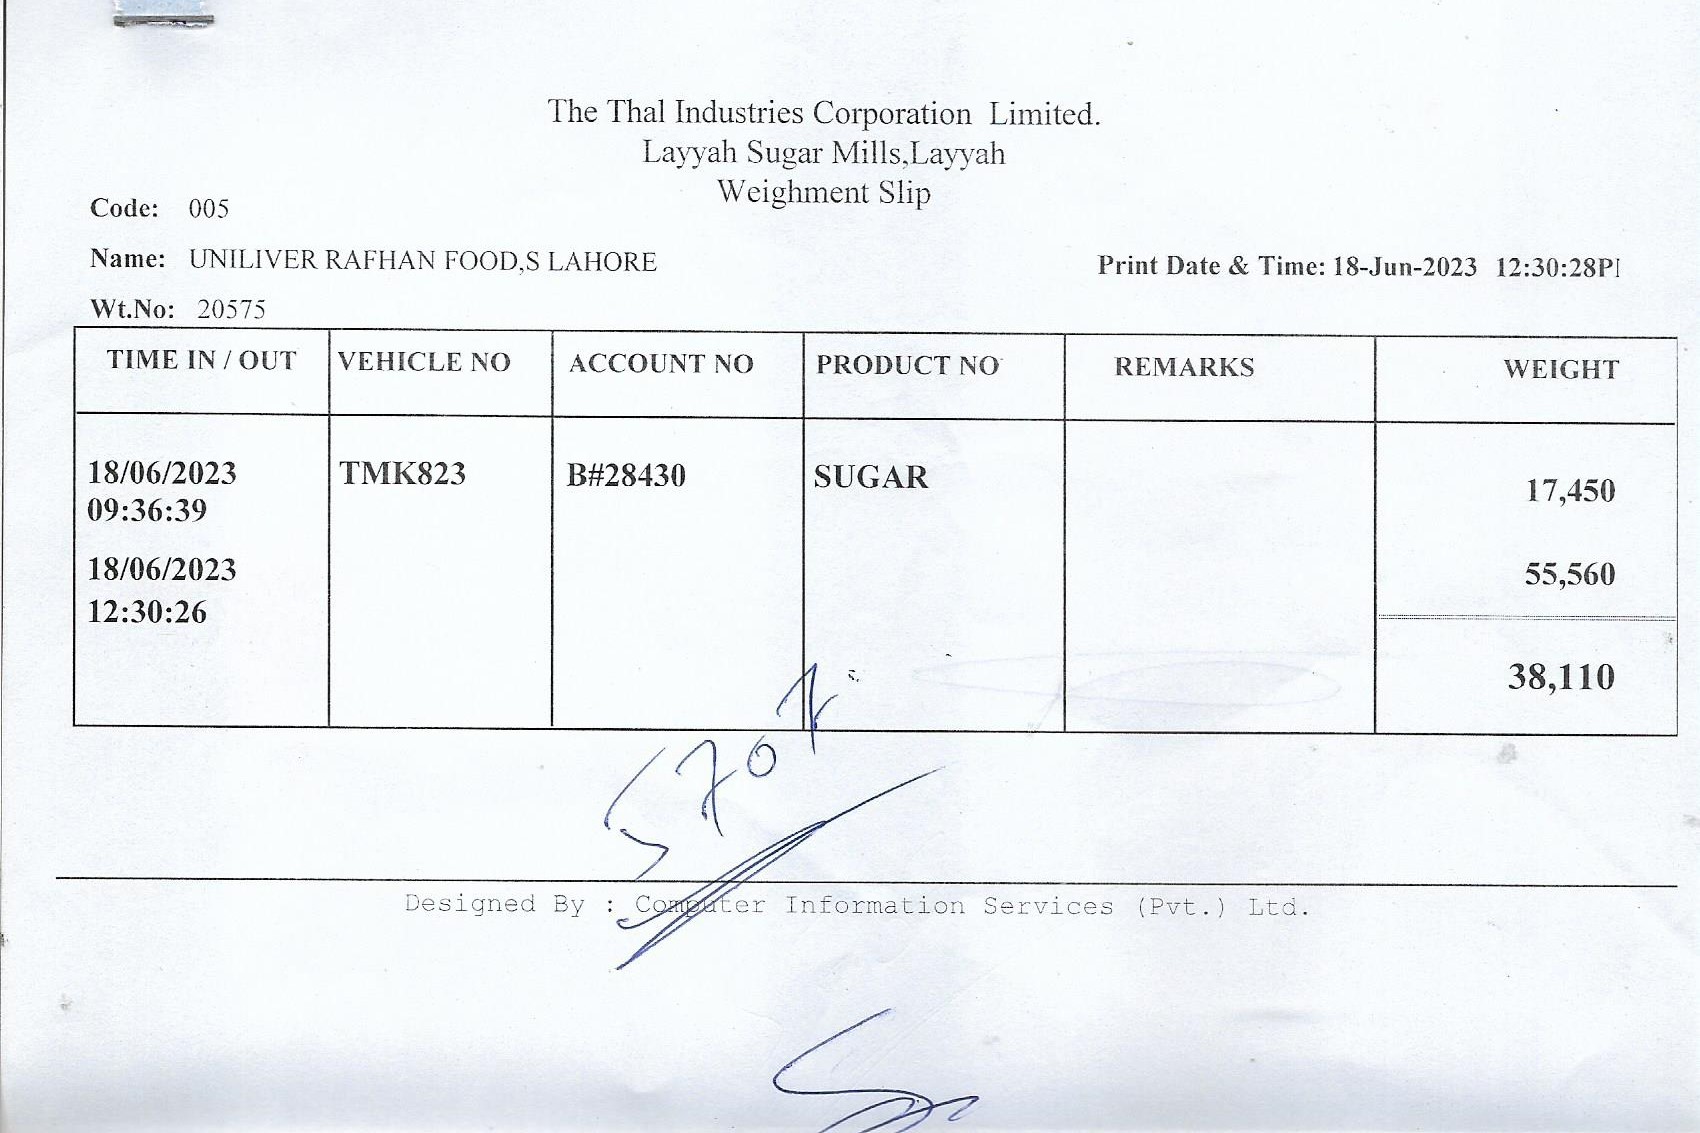 The Thal Industries Corporation Limited.
Layyah Sugar Mills,Layyah
Weighment Slip
Code: 005
Name: UNILIVER RAFHAN FOOD,S LAHORE
Print Date & Time: 18-Jun-2023 12:30:28P
Wt.No: 20575
TIME IN / OUT VEHICLE NO ACCOUNT NO PRODUCT NO REMARKS WEIGHT
18/06/2023 TMK823 B#28430 SUGAR 17,450
09:36:39
18/06/2023 55,560
12:30:26
38,110
Designed By : Computer Information Services (Pvt.) Ltd.